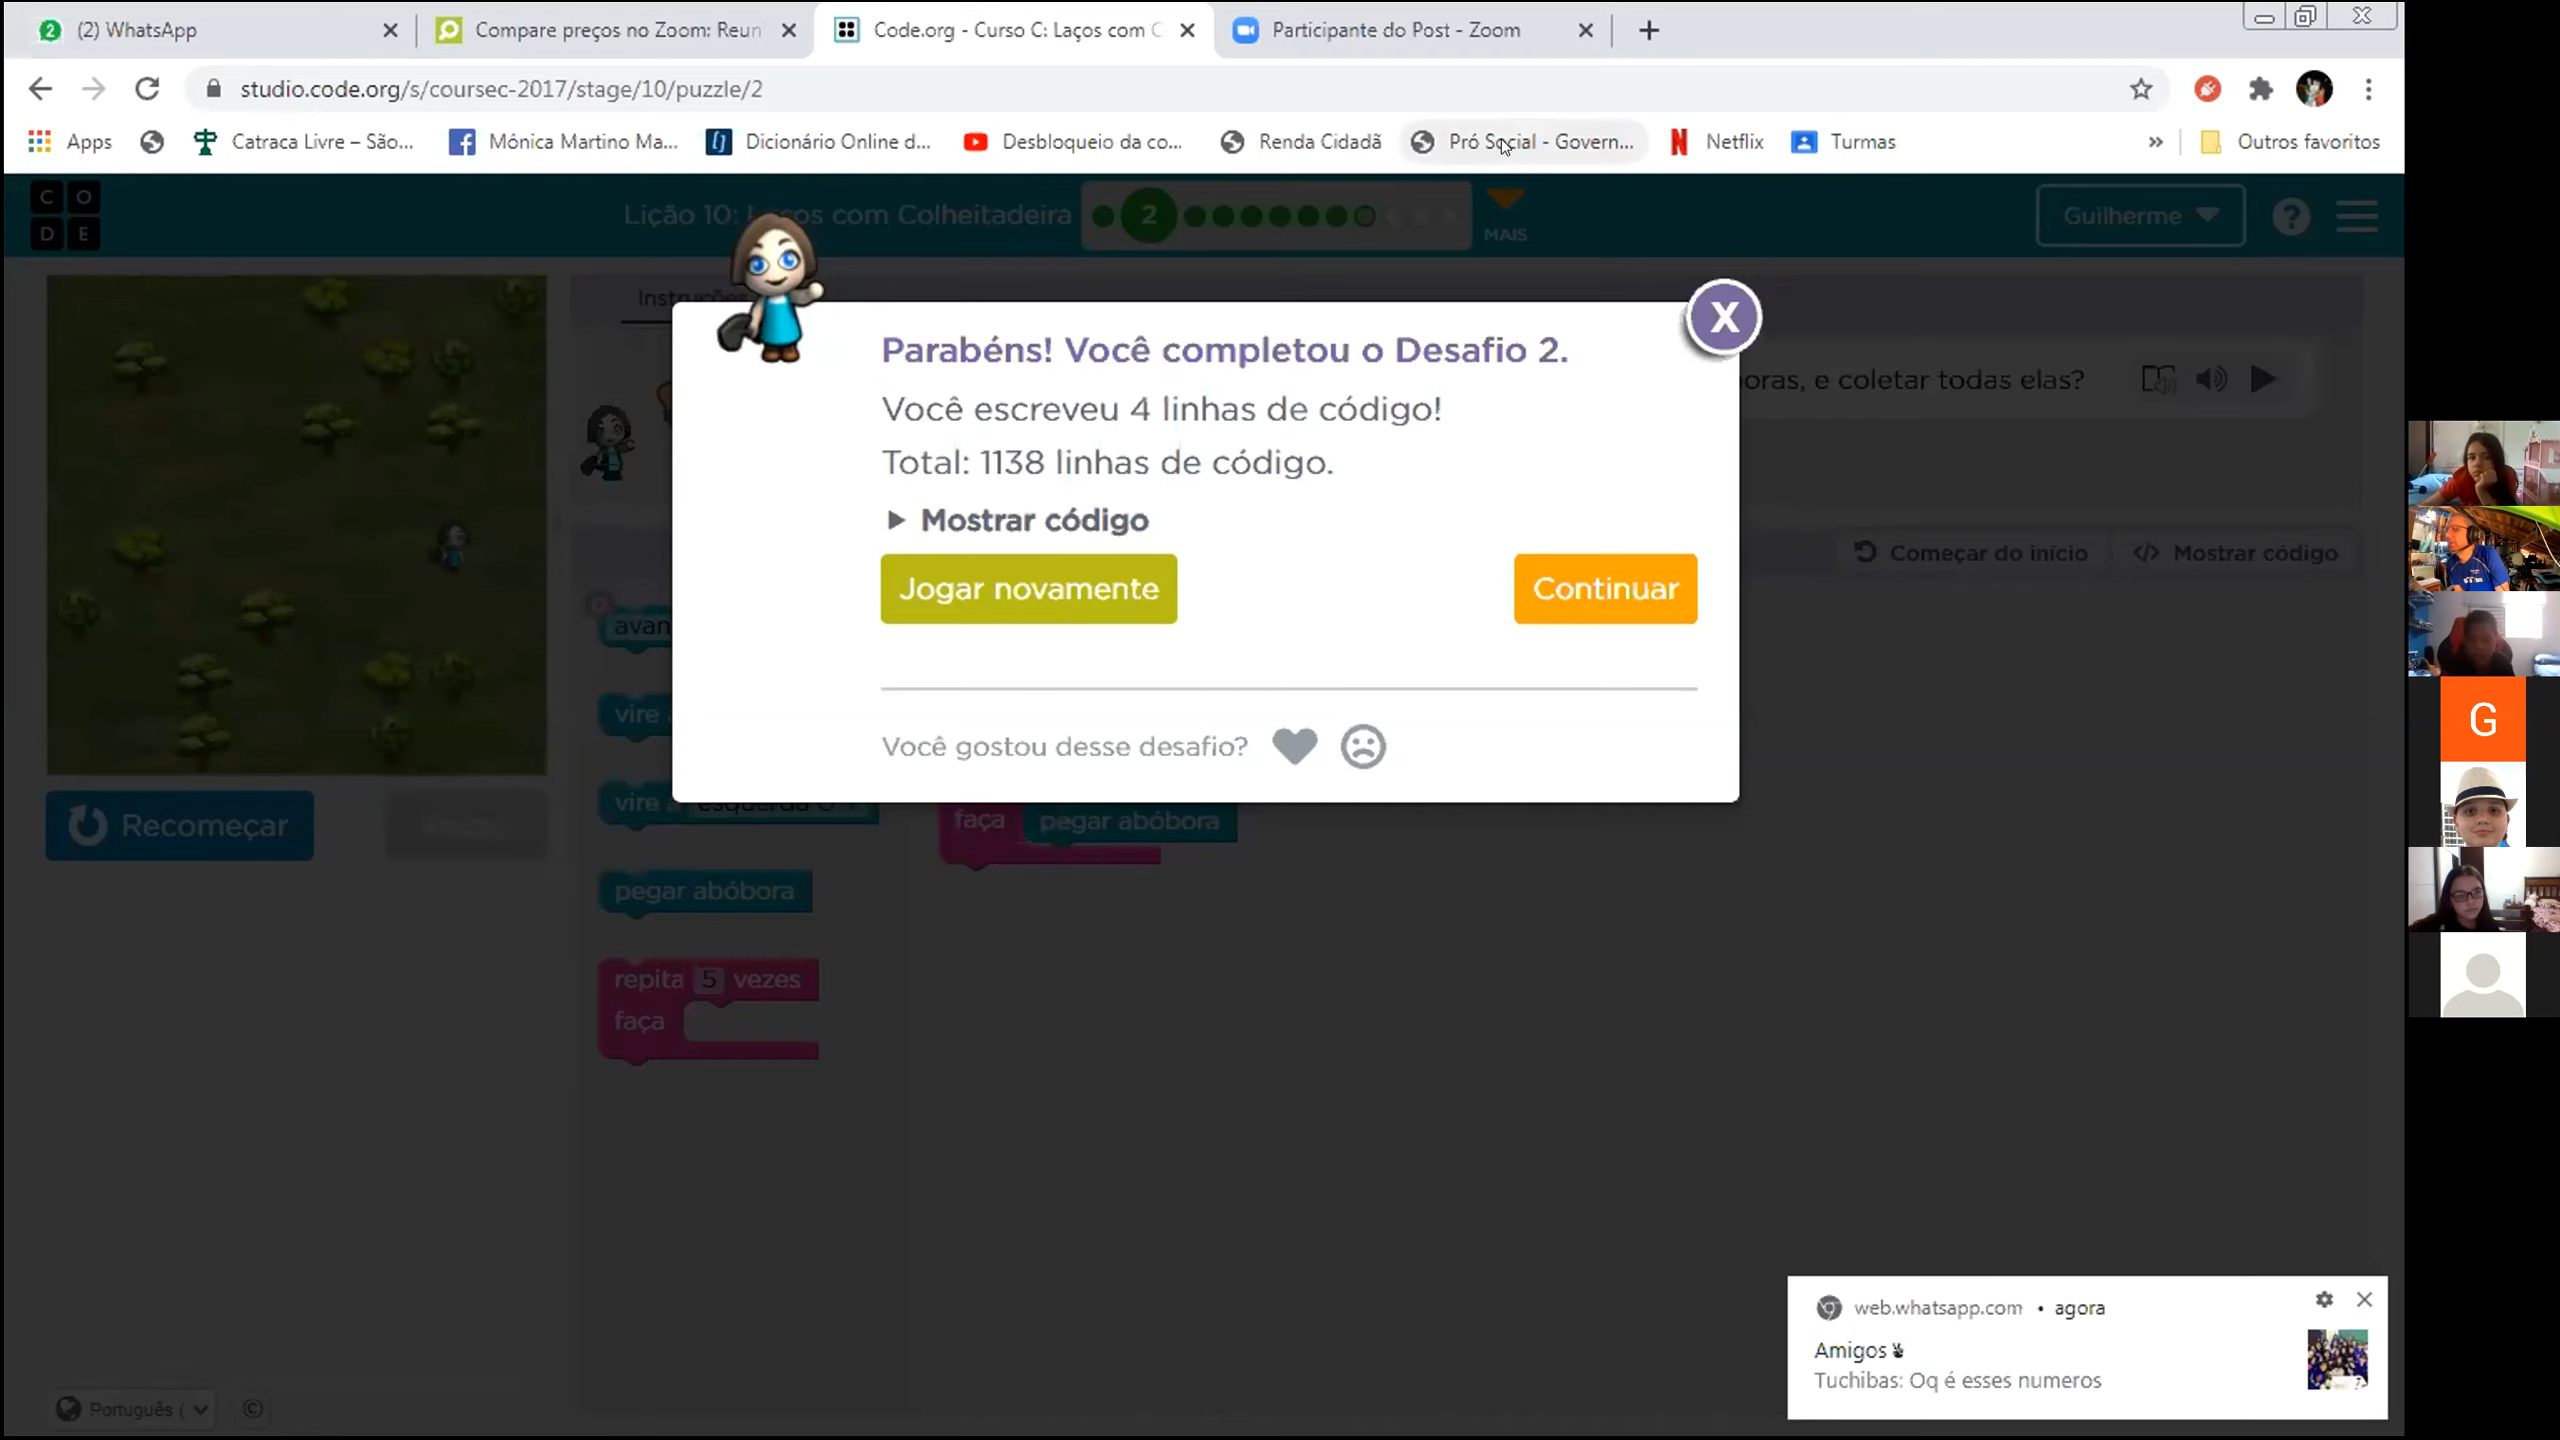 (2) WhatsApp
Compare preços no Zoom: Reun
Code.org - Curso C: Laços com C
Participante do Post - Zoom
studio.code.org/s/coursec-2017/stage/10/puzzle/2
Apps
Catraca Livre – São...
Mônica Martino Ma...
Dicionário Online d...
Desbloqueio da co...
Renda Cidadã
Pró Social - Govern...
Netflix
Turmas
Outros favoritos
C O
D E
Lição 10: Laços com Colheitadeira
2
MAIS
Guilherme
?
Instruções
X
Parabéns! Você completou o Desafio 2.
Você escreveu 4 linhas de código!
Total: 1138 linhas de código.
Mostrar código
Jogar novamente
Continuar
Você gostou desse desafio?
oras, e coletar todas elas?
Começar do início
Mostrar código
avan
vire
vire à esquerda
pegar abóbora
repita 5 vezes
faça
faça pegar abóbora
Recomeçar
Português (
©
G
web.whatsapp.com • agora
Amigos✌
Tuchibas: Oq é esses numeros